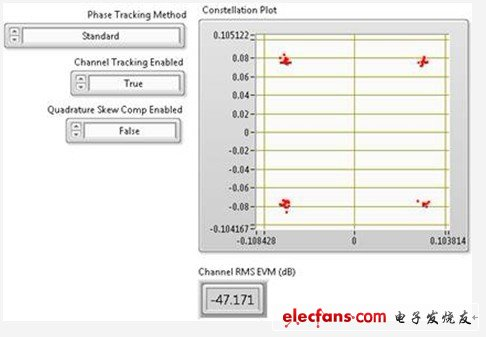 Phase Tracking Method
Standard
Channel Tracking Enabled
True
Quadrature Skew Comp Enabled
False
Constellation Plot
0.105122
0.08
0.06
0.04
0.02
0
-0.02
-0.04
-0.06
-0.08
-0.104167
-0.108428 0 0.103814
Channel RMS EVM (dB)
-47.171
elecfans.com 电子发烧友